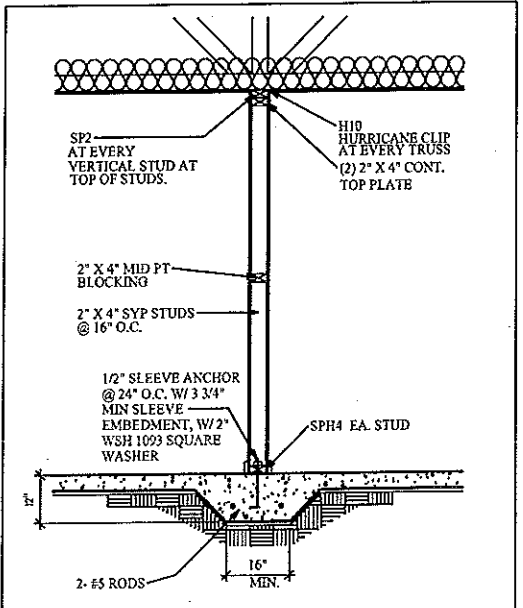 SP2
AT EVERY
VERTICAL STUD AT
TOP OF STUDS.
H10
HURRICANE CLIP
AT EVERY TRUSS
(2) 2" X 4" CONT.
TOP PLATE
2" X 4" MID PT
BLOCKING
2" X 4" SYP STUDS
@ 16" O.C.
1/2" SLEEVE ANCHOR
@ 24" O.C. W/ 3 3/4"
MIN SLEEVE
EMBEDMENT, W/ 2"
WSH 1093 SQUARE
WASHER
SPH4 EA. STUD
12"
2- #5 RODS
16"
MIN.